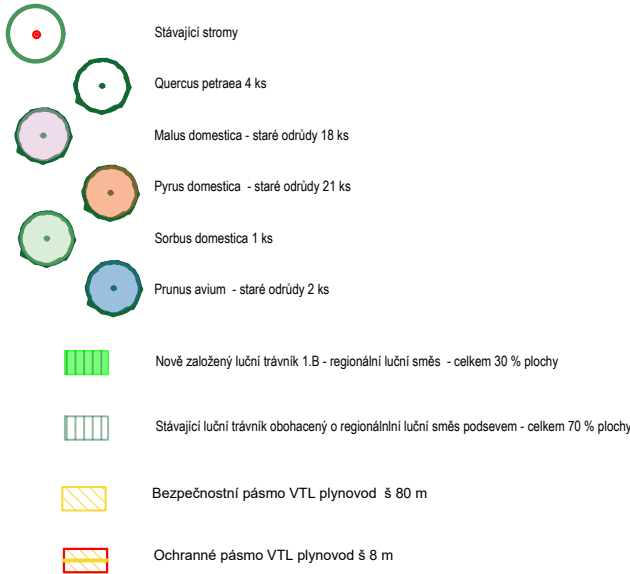 Stávající stromy
Quercus petraea 4 ks
Malus domestica - staré odrůdy 18 ks
Pyrus domestica - staré odrůdy 21 ks
Sorbus domestica 1 ks
Prunus avium - staré odrůdy 2 ks
Nově založený luční trávník 1.B - regionální luční směs - celkem 30 % plochy
Stávající luční trávník obohacený o regionálnlní luční směs podsevem - celkem 70 % plochy
Bezpečnostní pásmo VTL plynovod š 80 m
Ochranné pásmo VTL plynovod š 8 m